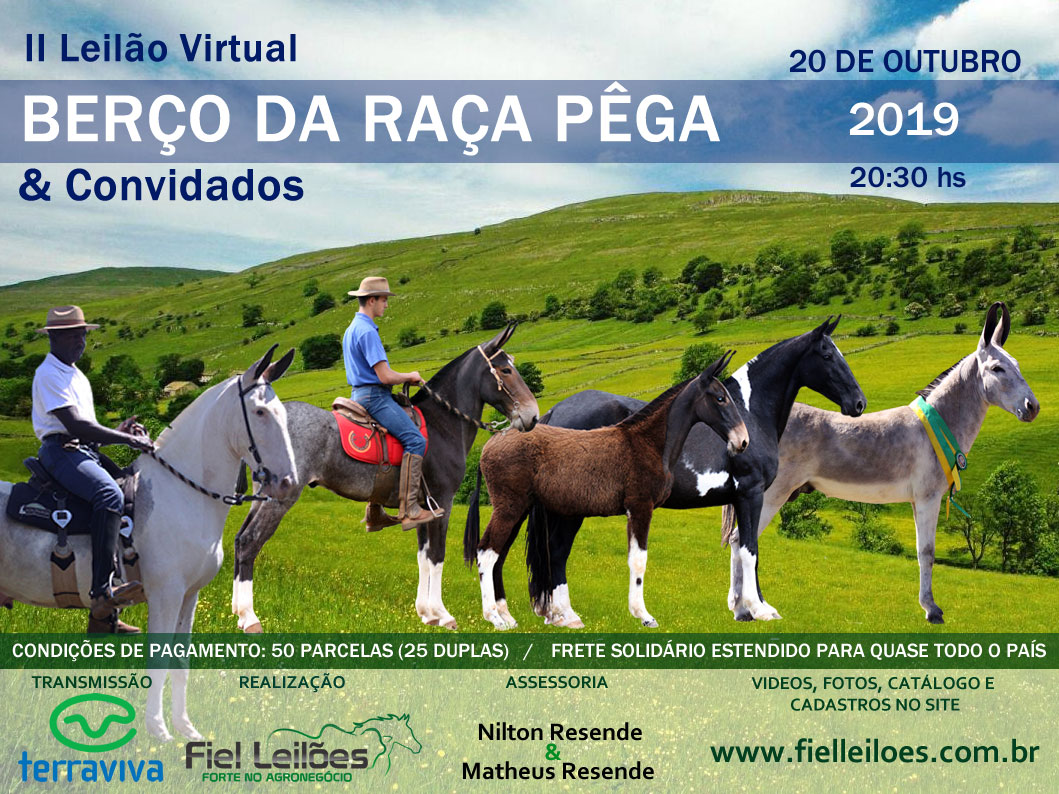 II Leilão Virtual
20 DE OUTUBRO
BERÇO DA RAÇA PÊGA
2019
& Convidados
20:30 hs
CONDIÇÕES DE PAGAMENTO: 50 PARCELAS (25 DUPLAS) / FRETE SOLIDÁRIO ESTENDIDO PARA QUASE TODO O PAÍS
TRANSMISSÃO
terraviva
REALIZAÇÃO
Fiel Leilões
FORTE NO AGRONEGÓCIO
ASSESSORIA
Nilton Resende
&
Matheus Resende
VIDEOS, FOTOS, CATÁLOGO E
CADASTROS NO SITE
www.fielleiloes.com.br